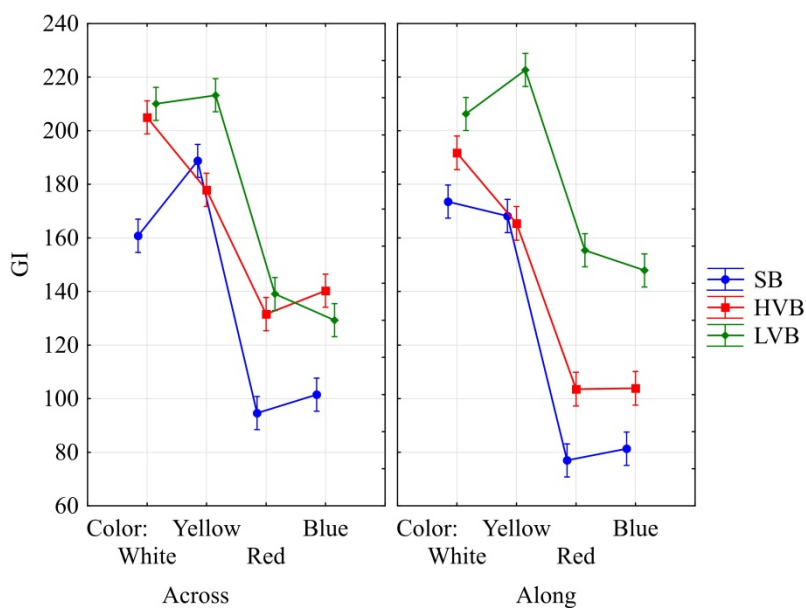 240
220
200
180
160
140
120
100
80
60
GI
Color: Yellow Blue
White Red
Across
Yellow Blue
White Red
Along
SB
HVB
LVB